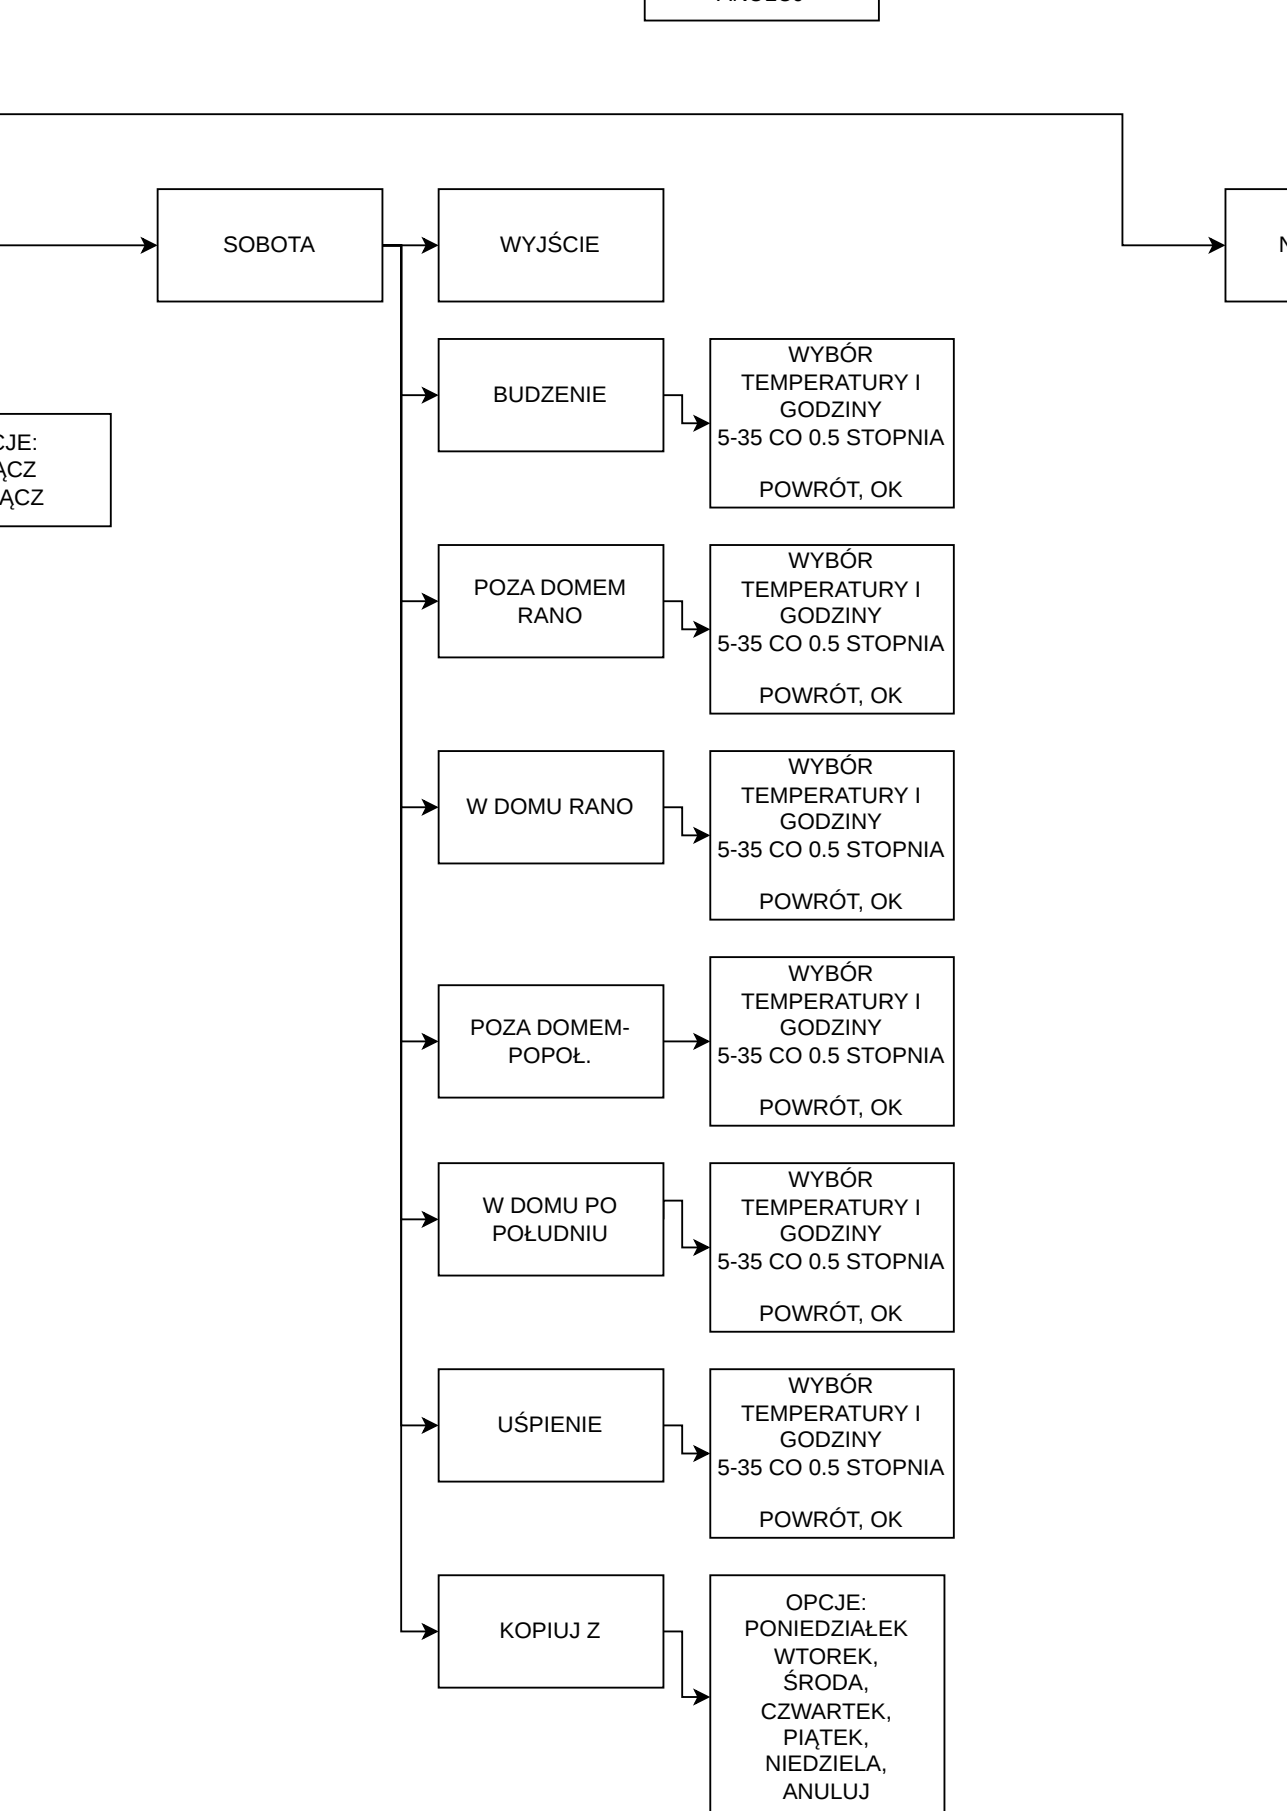 SOBOTA
WYJŚCIE
BUDZENIE
WYBÓR
TEMPERATURY I
GODZINY
5-35 CO 0.5 STOPNIA
POWRÓT, OK
POZA DOMEM
RANO
WYBÓR
TEMPERATURY I
GODZINY
5-35 CO 0.5 STOPNIA
POWRÓT, OK
W DOMU RANO
WYBÓR
TEMPERATURY I
GODZINY
5-35 CO 0.5 STOPNIA
POWRÓT, OK
POZA DOMEM-
POPOŁ.
WYBÓR
TEMPERATURY I
GODZINY
5-35 CO 0.5 STOPNIA
POWRÓT, OK
W DOMU PO
POŁUDNIU
WYBÓR
TEMPERATURY I
GODZINY
5-35 CO 0.5 STOPNIA
POWRÓT, OK
UŚPIENIE
WYBÓR
TEMPERATURY I
GODZINY
5-35 CO 0.5 STOPNIA
POWRÓT, OK
KOPIUJ Z
OPCJE:
PONIEDZIAŁEK
WTOREK,
ŚRODA,
CZWARTEK,
PIĄTEK,
NIEDZIELA,
ANULUJ